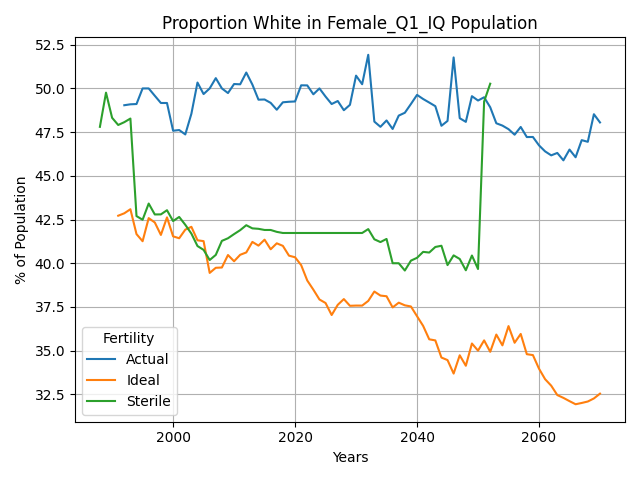 Proportion White in Female_Q1_IQ Population
52.5
50.0
47.5
45.0
42.5
40.0
37.5
35.0
32.5
% of Population
Fertility
Actual
Ideal
Sterile
2000
2020
2040
2060
Years